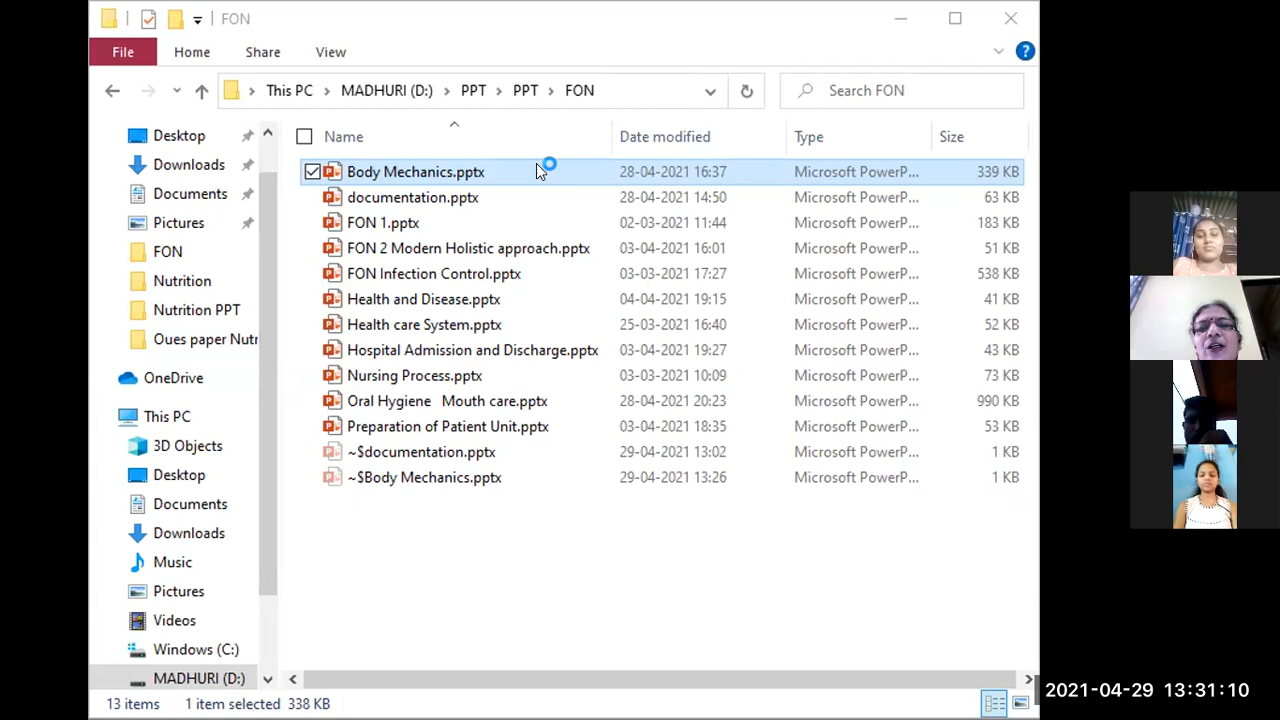 FON
File Home Share View
This PC MADHURI (D:) PPT PPT FON Search FON
Name Date modified Type Size
Body Mechanics.pptx 28-04-2021 16:37 Microsoft PowerP... 339 KB
documentation.pptx 28-04-2021 14:50 Microsoft PowerP... 63 KB
FON 1.pptx 02-03-2021 11:44 Microsoft PowerP... 183 KB
FON 2 Modern Holistic approach.pptx 03-04-2021 16:01 Microsoft PowerP... 51 KB
FON Infection Control.pptx 03-03-2021 17:27 Microsoft PowerP... 538 KB
Health and Disease.pptx 04-04-2021 19:15 Microsoft PowerP... 41 KB
Health care System.pptx 25-03-2021 16:40 Microsoft PowerP... 52 KB
Hospital Admission and Discharge.pptx 03-04-2021 19:27 Microsoft PowerP... 43 KB
Nursing Process.pptx 03-03-2021 10:09 Microsoft PowerP... 73 KB
Oral Hygiene Mouth care.pptx 28-04-2021 20:23 Microsoft PowerP... 990 KB
Preparation of Patient Unit.pptx 03-04-2021 18:35 Microsoft PowerP... 53 KB
~$documentation.pptx 29-04-2021 13:02 Microsoft PowerP... 1 KB
~$Body Mechanics.pptx 29-04-2021 13:26 Microsoft PowerP... 1 KB
Desktop
Downloads
Documents
Pictures
FON
Nutrition
Nutrition PPT
Oues paper Nutr
OneDrive
This PC
3D Objects
Desktop
Documents
Downloads
Music
Pictures
Videos
Windows (C:)
MADHURI (D:)
13 items 1 item selected 338 KB
2021-04-29 13:31:10